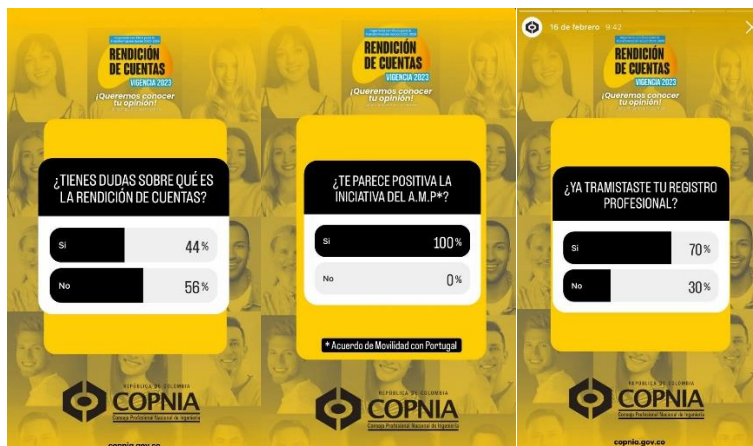 RENDICIÓN
DE CUENTAS
VIGENCIA 2023
¡Queremos conocer
tu opinión!
¿TIENES DUDAS SOBRE QUÉ ES
LA RENDICIÓN DE CUENTAS?
Si 44%
No 56%
REPÚBLICA DE COLOMBIA
COPNIA
Consejo Profesional Nacional de Ingeniería
copnia.gov.co
RENDICIÓN
DE CUENTAS
VIGENCIA 2023
¡Queremos conocer
tu opinión!
¿TE PARECE POSITIVA LA
INICIATIVA DEL A.M.P*?
Si 100%
No 0%
* Acuerdo de Movilidad con Portugal
REPÚBLICA DE COLOMBIA
COPNIA
Consejo Profesional Nacional de Ingeniería
16 de febrero 9:42
RENDICIÓN
DE CUENTAS
VIGENCIA 2023
¡Queremos conocer
tu opinión!
¿YA TRAMISTASTE TU REGISTRO
PROFESIONAL?
Si 70%
No 30%
REPÚBLICA DE COLOMBIA
COPNIA
Consejo Profesional Nacional de Ingeniería
copnia.gov.co